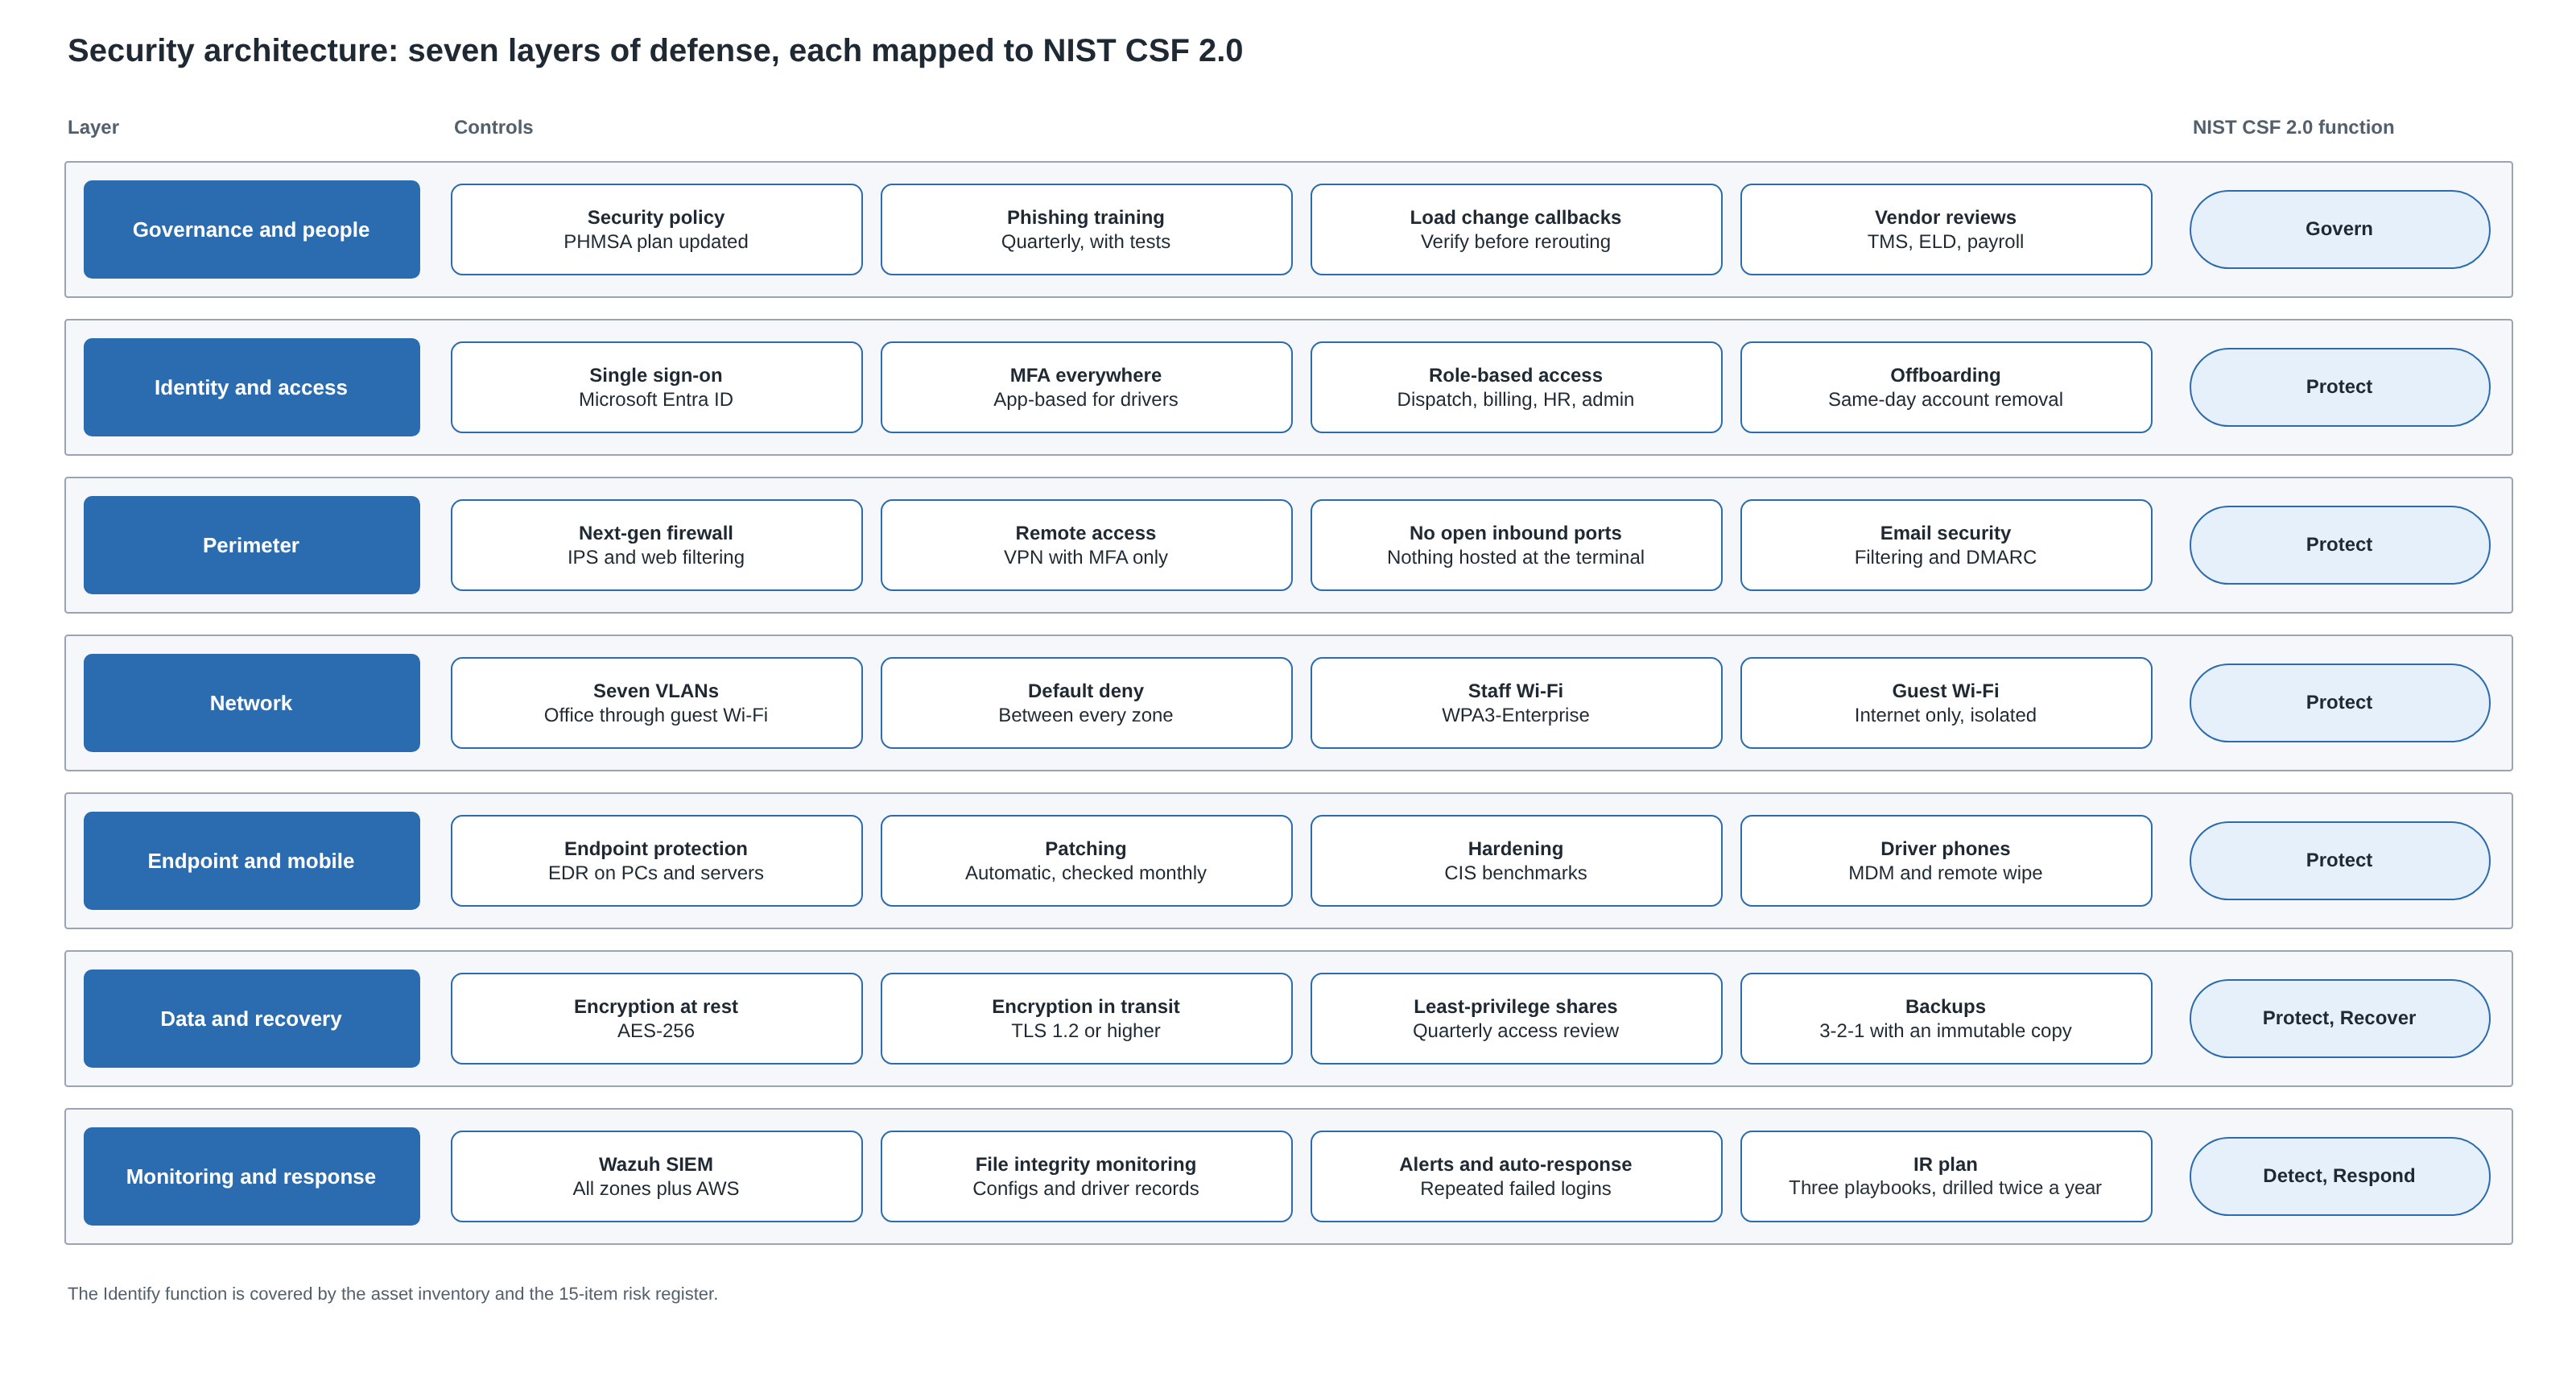 Security architecture: seven layers of defense, each mapped to NIST CSF 2.0
Layer
Controls
NIST CSF 2.0 function
Governance and people
Security policy
PHMSA plan updated
Phishing training
Quarterly, with tests
Load change callbacks
Verify before rerouting
Vendor reviews
TMS, ELD, payroll
Govern
Identity and access
Single sign-on
Microsoft Entra ID
MFA everywhere
App-based for drivers
Role-based access
Dispatch, billing, HR, admin
Offboarding
Same-day account removal
Protect
Perimeter
Next-gen firewall
IPS and web filtering
Remote access
VPN with MFA only
No open inbound ports
Nothing hosted at the terminal
Email security
Filtering and DMARC
Protect
Network
Seven VLANs
Office through guest Wi-Fi
Default deny
Between every zone
Staff Wi-Fi
WPA3-Enterprise
Guest Wi-Fi
Internet only, isolated
Protect
Endpoint and mobile
Endpoint protection
EDR on PCs and servers
Patching
Automatic, checked monthly
Hardening
CIS benchmarks
Driver phones
MDM and remote wipe
Protect
Data and recovery
Encryption at rest
AES-256
Encryption in transit
TLS 1.2 or higher
Least-privilege shares
Quarterly access review
Backups
3-2-1 with an immutable copy
Protect, Recover
Monitoring and response
Wazuh SIEM
All zones plus AWS
File integrity monitoring
Configs and driver records
Alerts and auto-response
Repeated failed logins
IR plan
Three playbooks, drilled twice a year
Detect, Respond
The Identify function is covered by the asset inventory and the 15-item risk register.